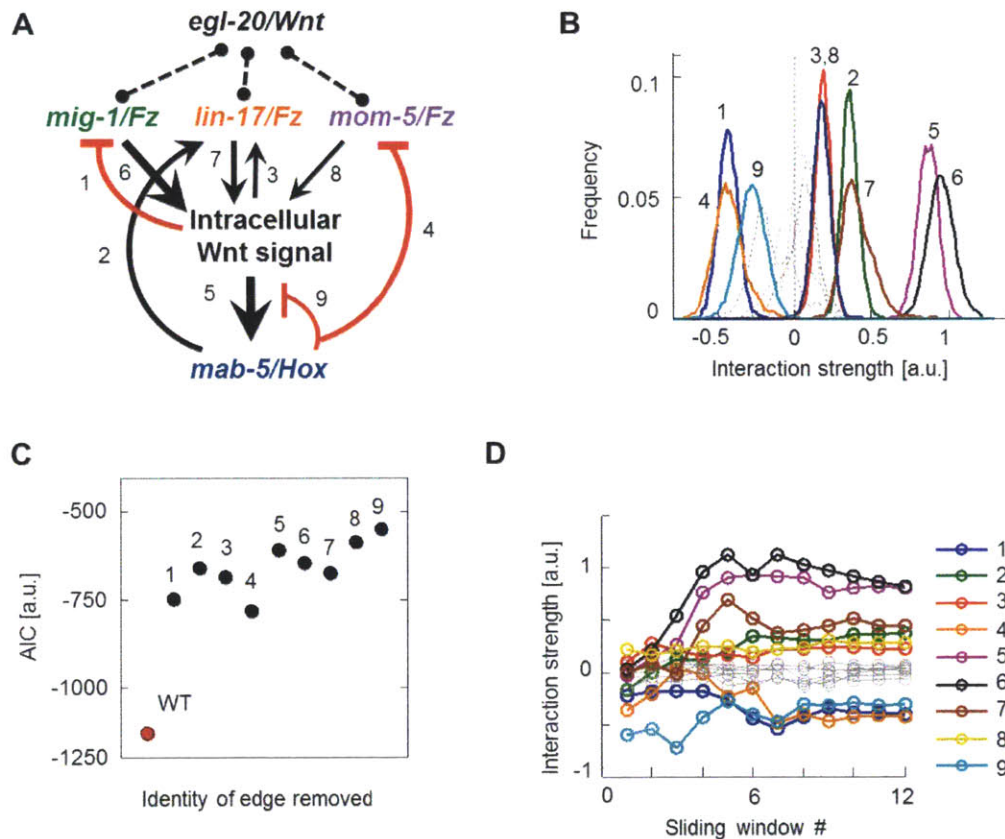 A
egl-20/Wnt
mig-1/Fz lin-17/Fz mom-5/Fz
1 6 7 3 8
Intracellular
Wnt signal
2 4
5 9
mab-5/Hox
B
Frequency
0.1
0.05
0
1 4 9 3,8 2 7 5 6
-0.5 0 0.5 1
Interaction strength [a.u.]
C
AIC [a.u.]
-500
-750
-1000
-1250
WT
1 2 3 4 5 6 7 8 9
Identity of edge removed
D
Interaction strength [a.u.]
1
0
-1
0 6 12
Sliding window #
1
2
3
4
5
6
7
8
9